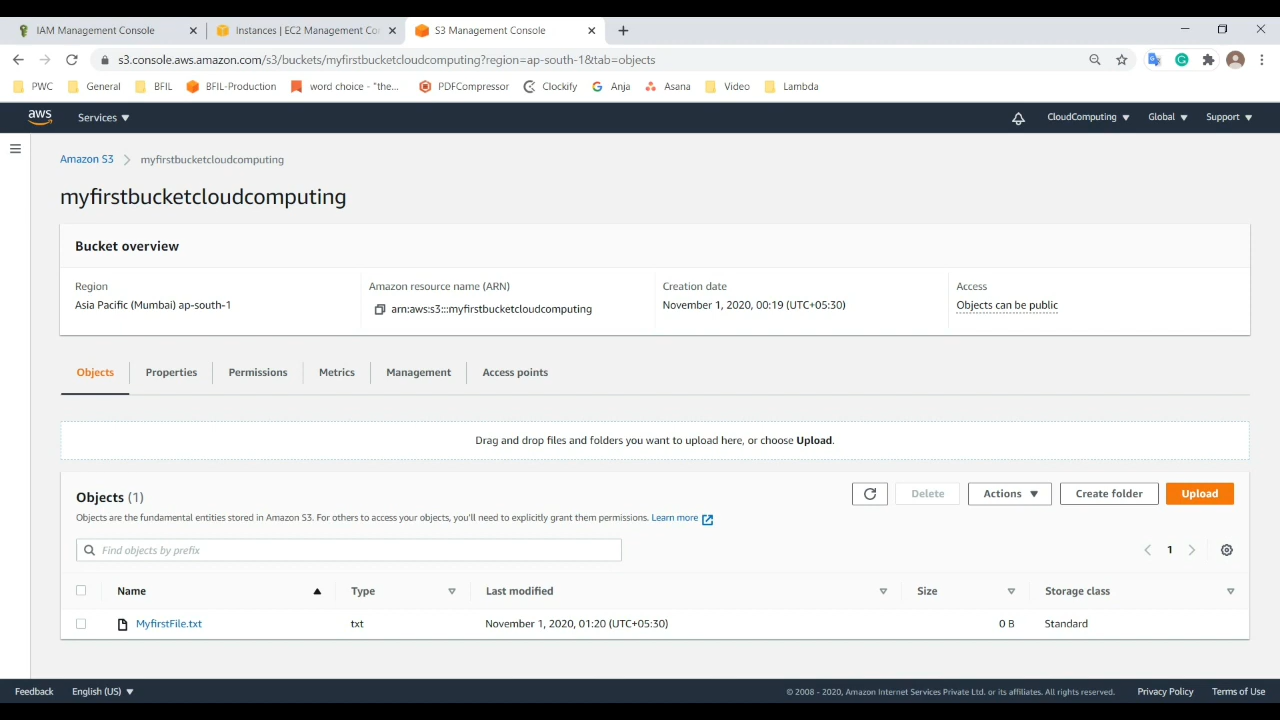 IAM Management Console
Instances | EC2 Management Co
S3 Management Console
s3.console.aws.amazon.com/s3/buckets/myfirstbucketcloudcomputing?region=ap-south-1&tab=objects
PWC General BFIL BFIL-Production word choice - "the... PDFCompressor Clockify Anja Asana Video Lambda
aws Services CloudComputing Global Support
Amazon S3 myfirstbucketcloudcomputing
myfirstbucketcloudcomputing
Bucket overview
Region Amazon resource name (ARN) Creation date Access
Asia Pacific (Mumbai) ap-south-1 arn:aws:s3:::myfirstbucketcloudcomputing November 1, 2020, 00:19 (UTC+05:30) Objects can be public
Objects Properties Permissions Metrics Management Access points
Drag and drop files and folders you want to upload here, or choose Upload.
Objects (1) Delete Actions Create folder Upload
Objects are the fundamental entities stored in Amazon S3. For others to access your objects, you'll need to explicitly grant them permissions. Learn more
Find objects by prefix 1
Name Type Last modified Size Storage class
MyfirstFile.txt txt November 1, 2020, 01:20 (UTC+05:30) 0 B Standard
Feedback English (US) © 2008 - 2020, Amazon Internet Services Private Ltd. or its affiliates. All rights reserved. Privacy Policy Terms of Use